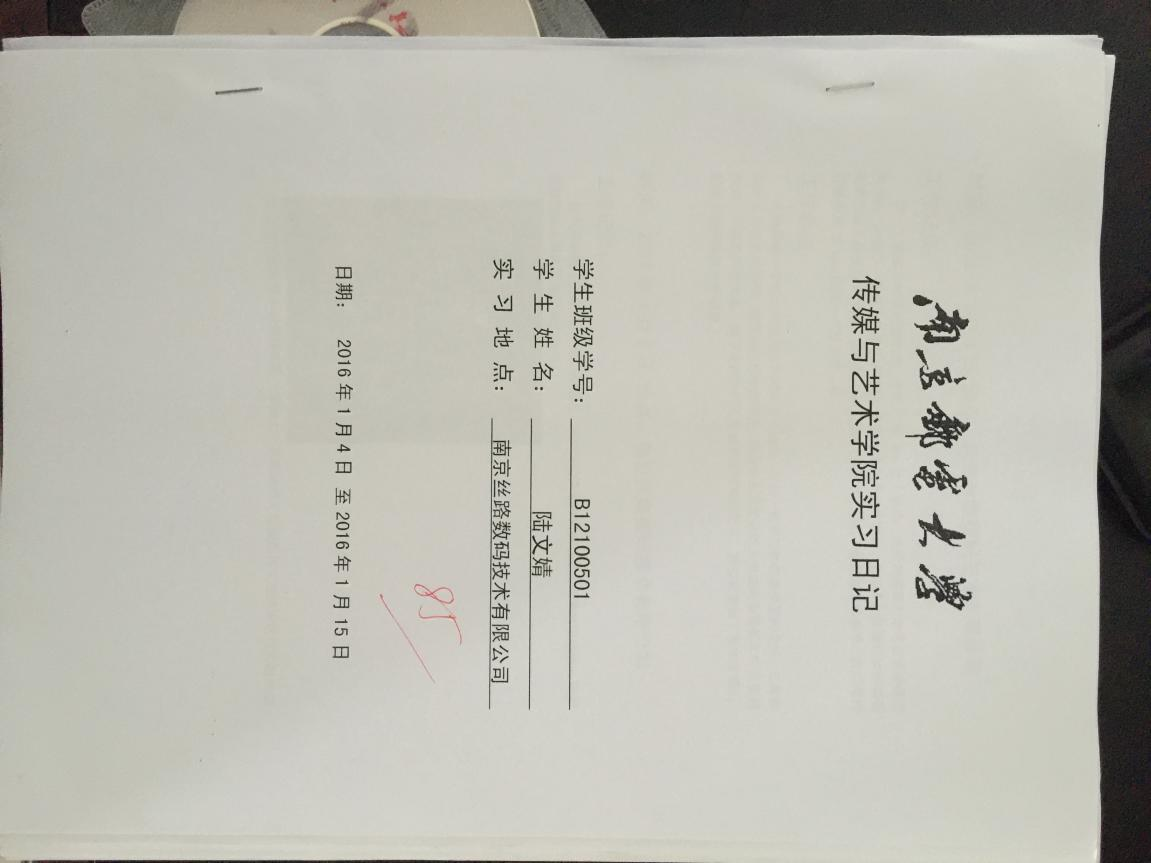 南京邮电大学
传媒与艺术学院实习日记
学生班级学号： B12100501
学生姓名： 陆文婧
实习地点： 南京丝路数码技术有限公司
85
日期： 2016年1月4日 至2016年1月15日